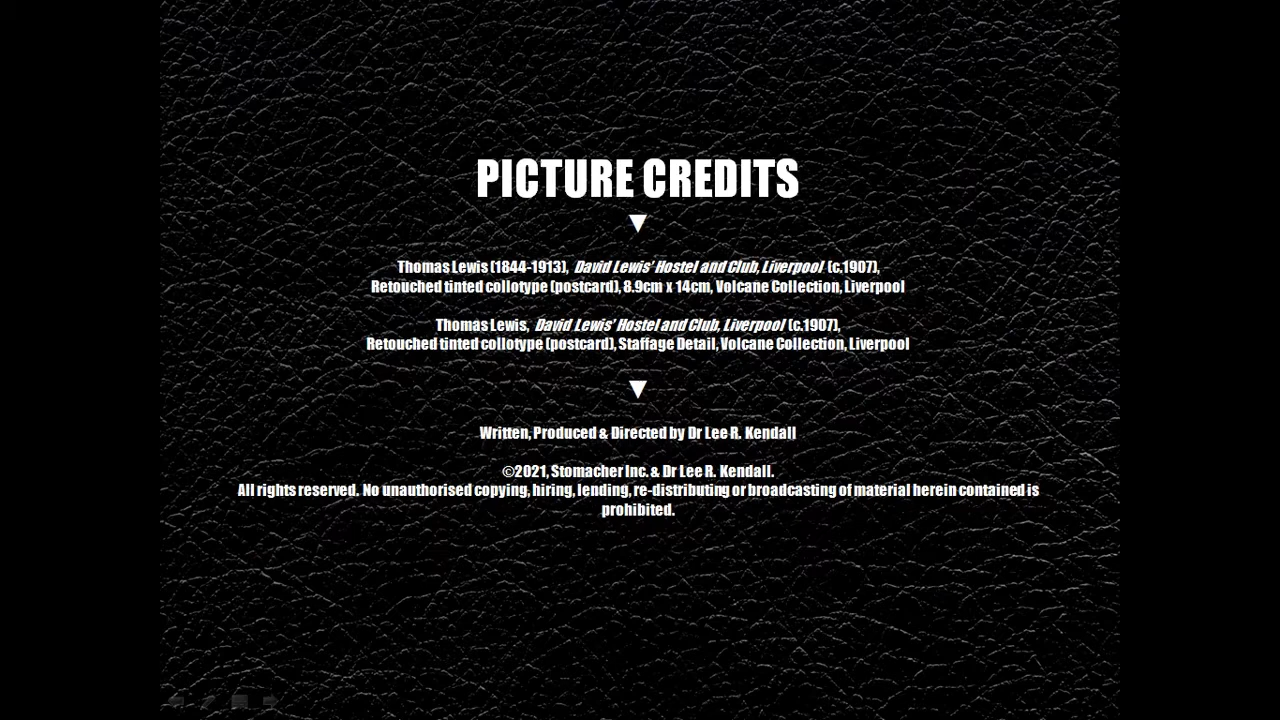 PICTURE CREDITS
Thomas Lewis (1844-1913), David Lewis' Hostel and Club, Liverpool (c.1907),
Retouched tinted collotype (postcard), 8.9cm x 14cm, Volcane Collection, Liverpool
Thomas Lewis, David Lewis' Hostel and Club, Liverpool (c.1907),
Retouched tinted collotype (postcard), Staffage Detail, Volcane Collection, Liverpool
Written, Produced & Directed by Dr Lee R. Kendall
©2021, Stomacher Inc. & Dr Lee R. Kendall.
All rights reserved. No unauthorised copying, hiring, lending, re-distributing or broadcasting of material herein contained is
prohibited.